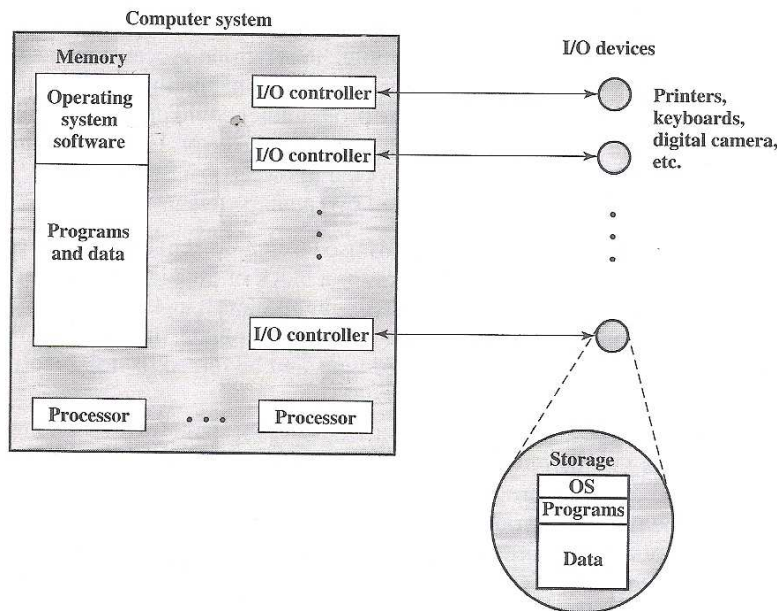 Computer system
Memory
Operating
system
software
Programs
and data
I/O controller
I/O controller
I/O controller
Processor
• • •
Processor
I/O devices
Printers,
keyboards,
digital camera,
etc.
Storage
OS
Programs
Data